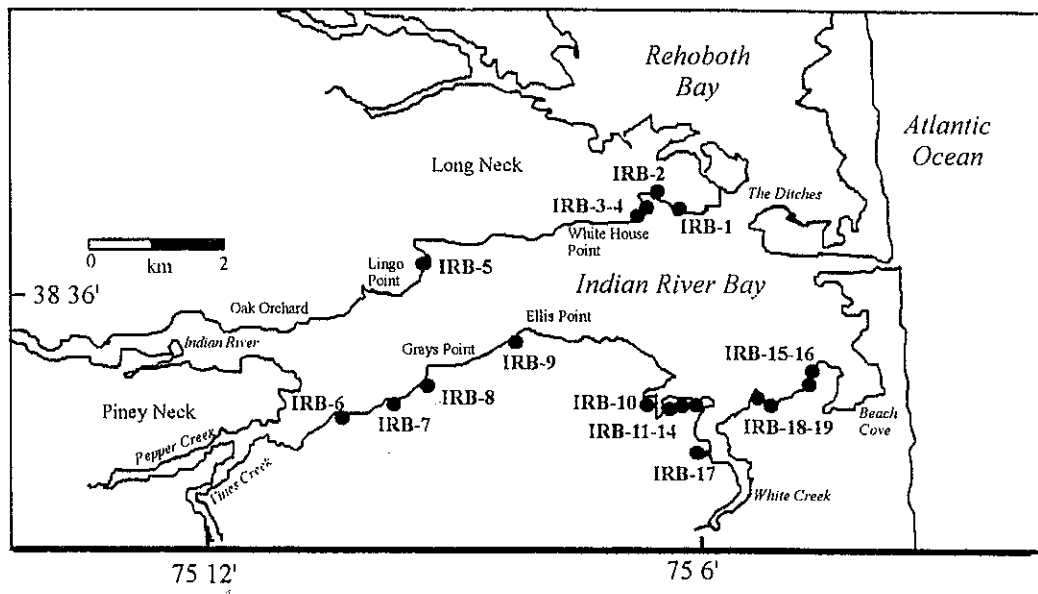 Rehoboth
Bay
Atlantic
Ocean
Long Neck
IRB-2
The Ditches
IRB-3-4
IRB-1
White House
Point
0 km 2
Lingo
Point
IRB-5
Indian River Bay
38 36'
Oak Orchard
Ellis Point
Indian River
Grays Point
IRB-9
IRB-15-16
IRB-8
Piney Neck
IRB-6
IRB-7
IRB-10
IRB-11-14
IRB-18-19
Beach
Cove
Pepper Creek
Vines Creek
IRB-17
White Creek
75 12'
75 6'